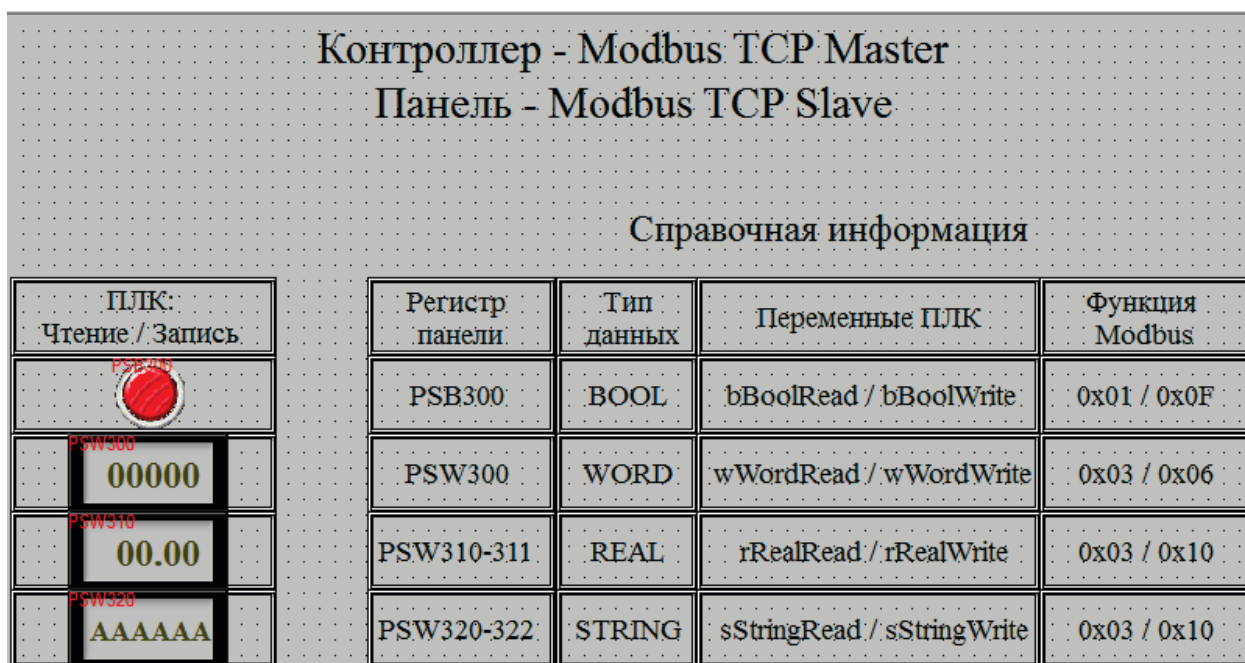 Контроллер - Modbus TCP Master
Панель - Modbus TCP Slave
Справочная информация
ПЛК:
Чтение / Запись
Регистр
панели
Тип
данных
Переменные ПЛК
Функция
Modbus
PSB300
PSB300
BOOL
bBoolRead / bBoolWrite
0x01 / 0x0F
PSW300
00000
PSW300
WORD
wWordRead / wWordWrite
0x03 / 0x06
PSW310
00.00
PSW310-311
REAL
rRealRead / rRealWrite
0x03 / 0x10
PSW320
AAAAAA
PSW320-322
STRING
sStringRead / sStringWrite
0x03 / 0x10